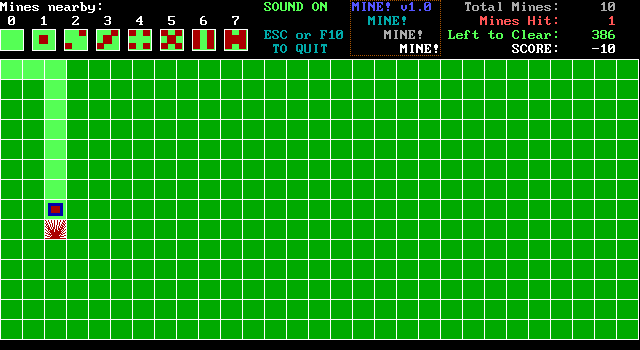 Mines nearby:
0 1 2 3 4 5 6 7
SOUND ON
ESC or F10
TO QUIT
MINE! v1.0
MINE!
MINE!
MINE!
Total Mines: 10
Mines Hit: 1
Left to Clear: 386
SCORE: -10